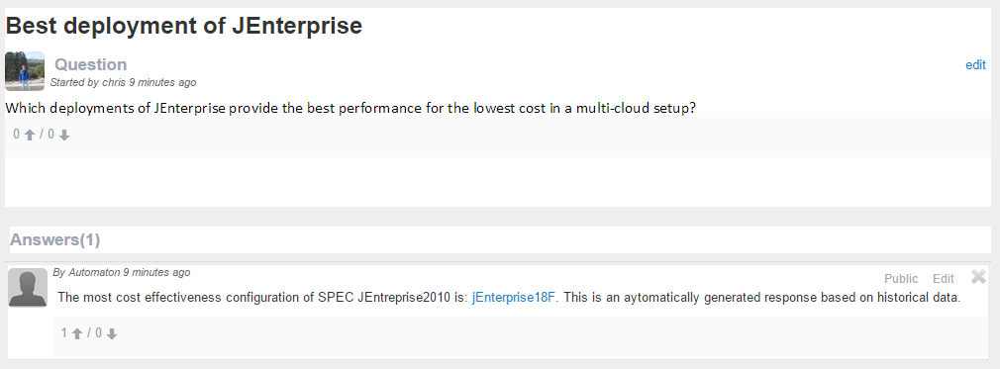 Best deployment of JEnterprise
Question
edit
Started by chris 9 minutes ago
Which deployments of JEnterprise provide the best performance for the lowest cost in a multi-cloud setup?
0 / 0
Answers(1)
By Automaton 9 minutes ago
Public Edit
The most cost effectiveness configuration of SPEC JEntreprise2010 is: jEnterprise18F. This is an aytomatically generated response based on historical data.
1 / 0